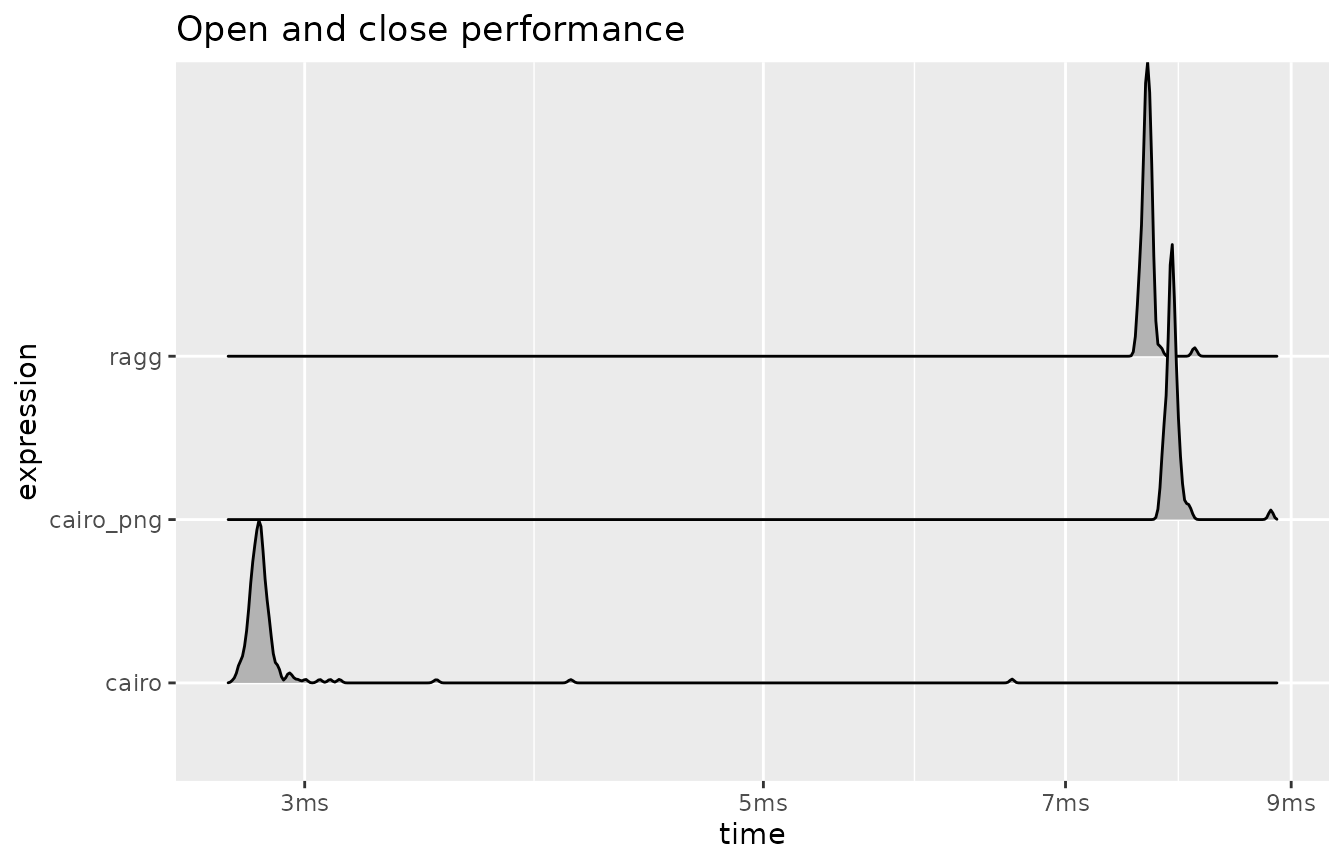 Open and close performance
expression
ragg
cairo_png
cairo
3ms 5ms 7ms 9ms
time